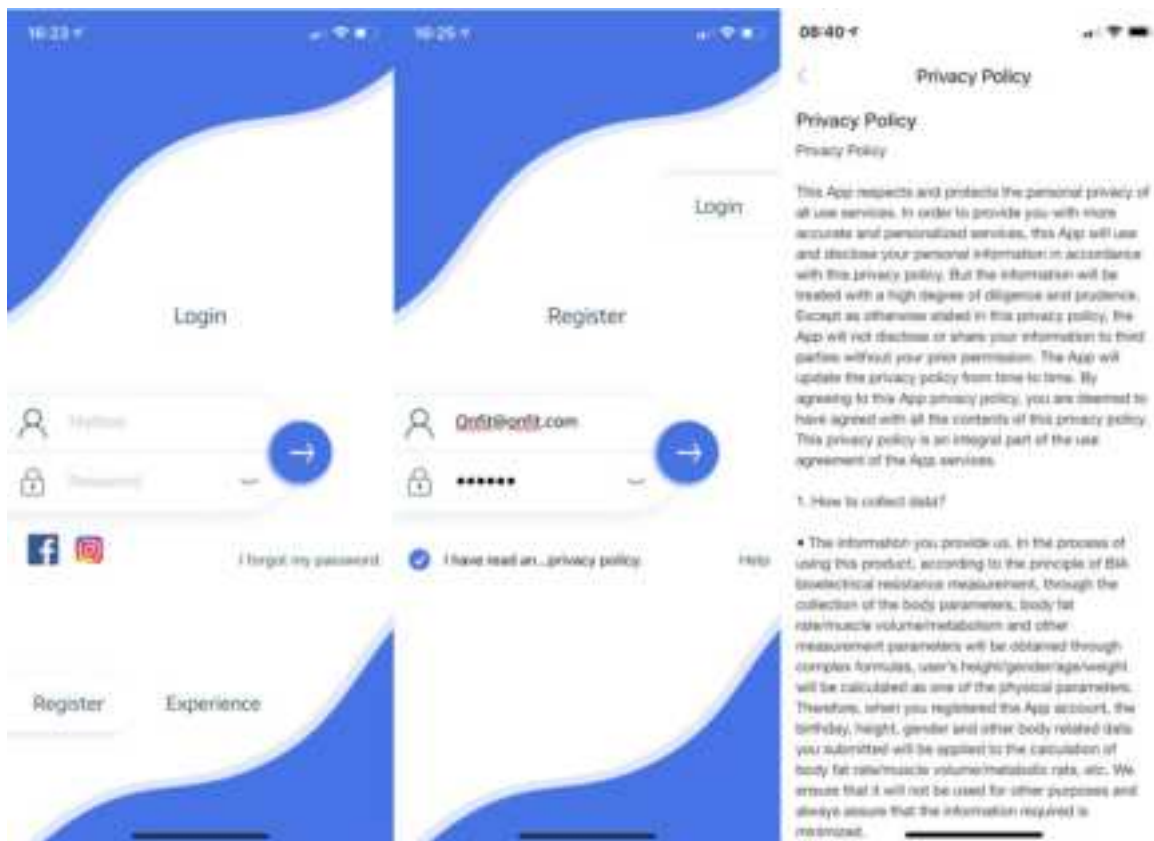 16:23
Login
Password
I forgot my password
Register
Experience
16:25
Login
Register
Onfit@onfit.com
••••••
I have read an...privacy policy
Help
08:40
Privacy Policy
Privacy Policy
Privacy Policy
This App respects and protects the personal privacy of
all use services. In order to provide you with more
accurate and personalized services, this App will use
and disclose your personal information in accordance
with this privacy policy. But the information will be
treated with a high degree of diligence and prudence.
Except as otherwise stated in this privacy policy, the
App will not disclose or share your information to third
parties without your prior permission. The App will
update the privacy policy from time to time. By
agreeing to this App privacy policy, you are deemed to
have agreed with all the contents of this privacy policy.
This privacy policy is an integral part of the use
agreement of the App services.
1. How to collect data?
• The information you provide us. In the process of
using this product, according to the principle of BIA
bioelectrical resistance measurement, through the
collection of the body parameters, body fat
rate/muscle volume/metabolism and other
measurement parameters will be obtained through
complex formulas, user's height/gender/age/weight
will be calculated as one of the physical parameters.
Therefore, when you registered the App account, the
birthday, height, gender and other body related data
you submitted will be applied to the calculation of
body fat rate/muscle volume/metabolic rate, etc. We
ensure that it will not be used for other purposes and
always assure that the information required is
minimized.